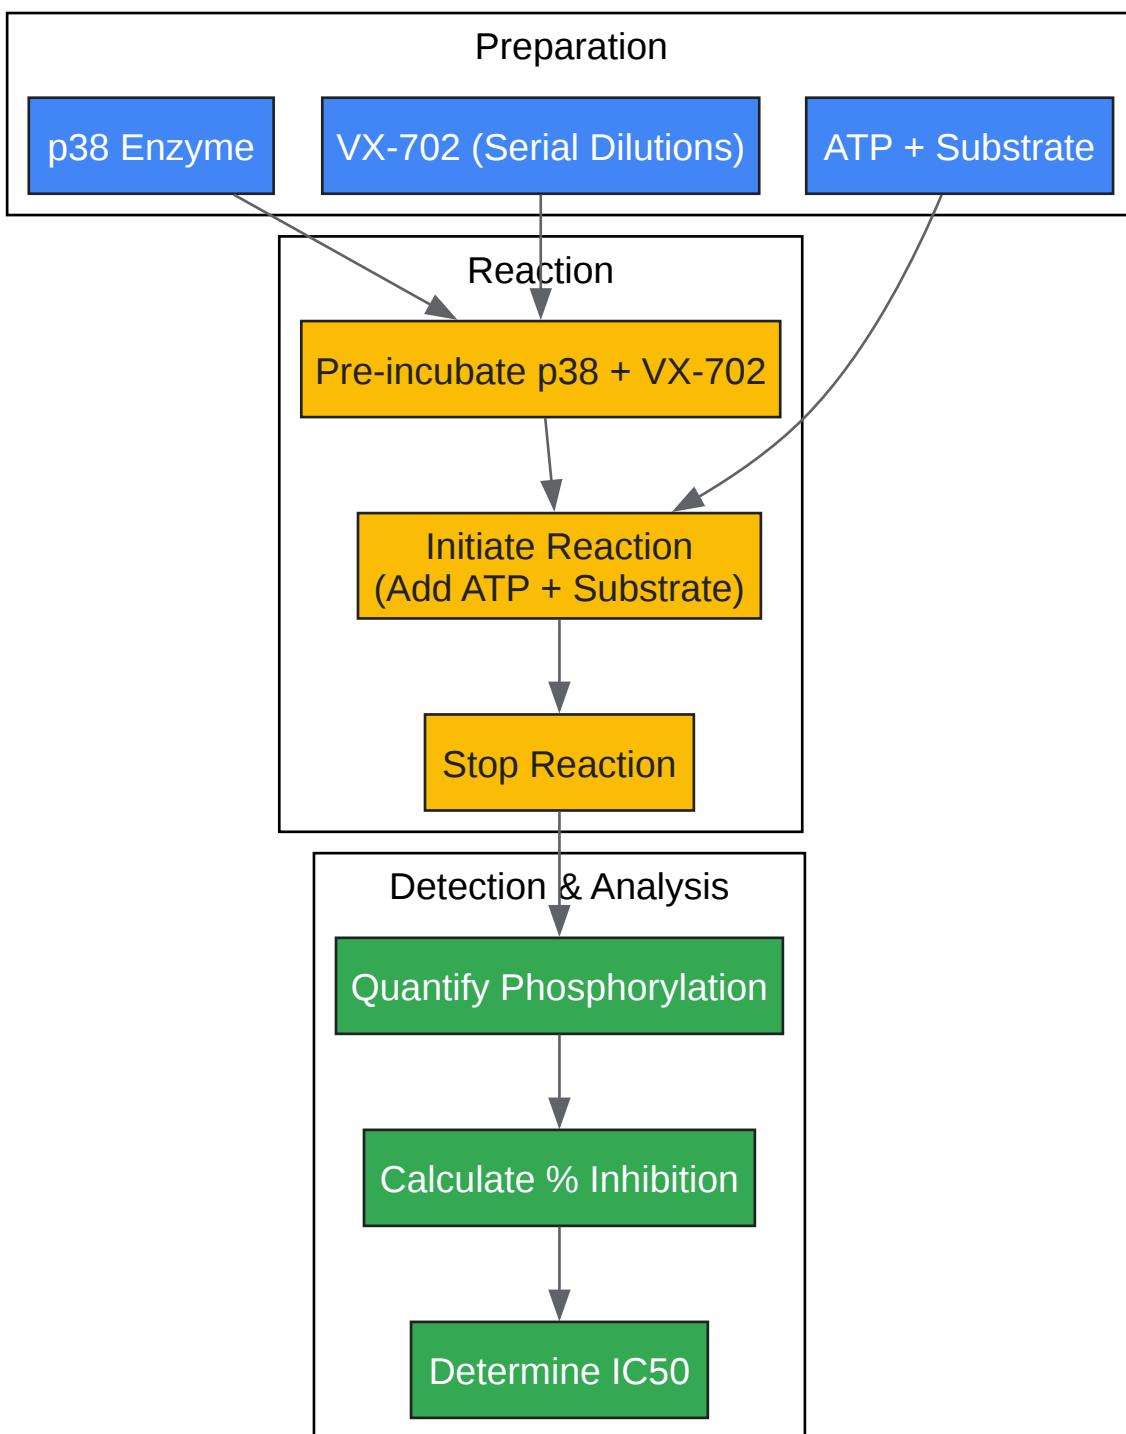 Preparation
p38 Enzyme
VX-702 (Serial Dilutions)
ATP + Substrate
Reaction
Pre-incubate p38 + VX-702
Initiate Reaction
(Add ATP + Substrate)
Stop Reaction
Detection & Analysis
Quantify Phosphorylation
Calculate % Inhibition
Determine IC50